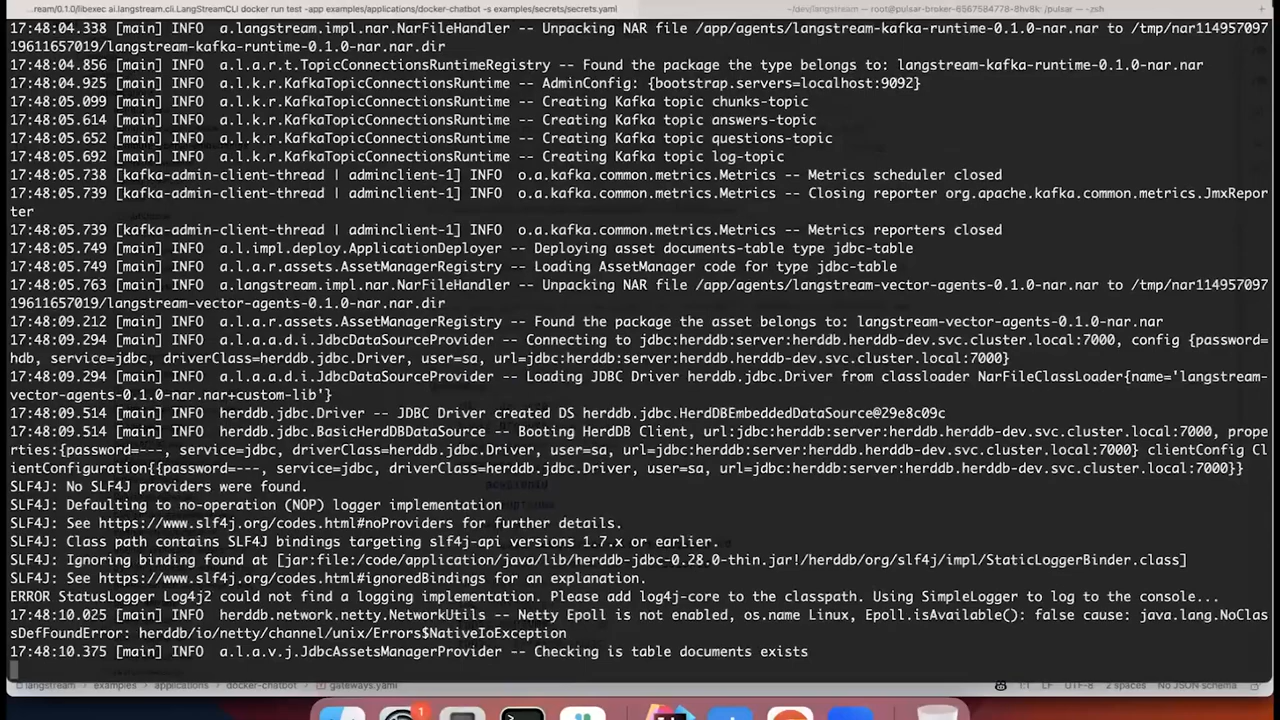 ...ream/0.1.0/libexec ai.langstream.cli.LangStreamCLI docker run test -app examples/applications/docker-chatbot -s examples/secrets/secrets.yaml
~/dev/langstream — root@pulsar-broker-6567584778-8hv8k: /pulsar — -zsh
17:48:04.338 [main] INFO  a.langstream.impl.nar.NarFileHandler -- Unpacking NAR file /app/agents/langstream-kafka-runtime-0.1.0-nar.nar to /tmp/nar114957097
19611657019/langstream-kafka-runtime-0.1.0-nar.nar.dir
17:48:04.856 [main] INFO  a.l.a.r.t.TopicConnectionsRuntimeRegistry -- Found the package the type belongs to: langstream-kafka-runtime-0.1.0-nar.nar
17:48:04.925 [main] INFO  a.l.k.r.KafkaTopicConnectionsRuntime -- AdminConfig: {bootstrap.servers=localhost:9092}
17:48:05.099 [main] INFO  a.l.k.r.KafkaTopicConnectionsRuntime -- Creating Kafka topic chunks-topic
17:48:05.614 [main] INFO  a.l.k.r.KafkaTopicConnectionsRuntime -- Creating Kafka topic answers-topic
17:48:05.652 [main] INFO  a.l.k.r.KafkaTopicConnectionsRuntime -- Creating Kafka topic questions-topic
17:48:05.692 [main] INFO  a.l.k.r.KafkaTopicConnectionsRuntime -- Creating Kafka topic log-topic
17:48:05.738 [kafka-admin-client-thread | adminclient-1] INFO  o.a.kafka.common.metrics.Metrics -- Metrics scheduler closed
17:48:05.739 [kafka-admin-client-thread | adminclient-1] INFO  o.a.kafka.common.metrics.Metrics -- Closing reporter org.apache.kafka.common.metrics.JmxRepor
ter
17:48:05.739 [kafka-admin-client-thread | adminclient-1] INFO  o.a.kafka.common.metrics.Metrics -- Metrics reporters closed
17:48:05.749 [main] INFO  a.l.impl.deploy.ApplicationDeployer -- Deploying asset documents-table type jdbc-table
17:48:05.749 [main] INFO  a.l.a.r.assets.AssetManagerRegistry -- Loading AssetManager code for type jdbc-table
17:48:05.763 [main] INFO  a.langstream.impl.nar.NarFileHandler -- Unpacking NAR file /app/agents/langstream-vector-agents-0.1.0-nar.nar to /tmp/nar114957097
19611657019/langstream-vector-agents-0.1.0-nar.nar.dir
17:48:09.212 [main] INFO  a.l.a.r.assets.AssetManagerRegistry -- Found the package the asset belongs to: langstream-vector-agents-0.1.0-nar.nar
17:48:09.294 [main] INFO  a.l.a.a.d.i.JdbcDataSourceProvider -- Connecting to jdbc:herddb:server:herddb.herddb-dev.svc.cluster.local:7000, config {password=
hdb, service=jdbc, driverClass=herddb.jdbc.Driver, user=sa, url=jdbc:herddb:server:herddb.herddb-dev.svc.cluster.local:7000}
17:48:09.294 [main] INFO  a.l.a.a.d.i.JdbcDataSourceProvider -- Loading JDBC Driver herddb.jdbc.Driver from classloader NarFileClassLoader{name='langstream-
vector-agents-0.1.0-nar.nar+custom-lib'}
17:48:09.514 [main] INFO  herddb.jdbc.Driver -- JDBC Driver created DS herddb.jdbc.HerdDBEmbeddedDataSource@29e8c09c
17:48:09.514 [main] INFO  herddb.jdbc.BasicHerdDBDataSource -- Booting HerdDB Client, url:jdbc:herddb:server:herddb.herddb-dev.svc.cluster.local:7000, prope
rties:{password=---, service=jdbc, driverClass=herddb.jdbc.Driver, user=sa, url=jdbc:herddb:server:herddb.herddb-dev.svc.cluster.local:7000} clientConfig Cl
ientConfiguration{{password=---, service=jdbc, driverClass=herddb.jdbc.Driver, user=sa, url=jdbc:herddb:server:herddb.herddb-dev.svc.cluster.local:7000}}
SLF4J: No SLF4J providers were found.
SLF4J: Defaulting to no-operation (NOP) logger implementation
SLF4J: See https://www.slf4j.org/codes.html#noProviders for further details.
SLF4J: Class path contains SLF4J bindings targeting slf4j-api versions 1.7.x or earlier.
SLF4J: Ignoring binding found at [jar:file:/code/application/java/lib/herddb-jdbc-0.28.0-thin.jar!/herddb/org/slf4j/impl/StaticLoggerBinder.class]
SLF4J: See https://www.slf4j.org/codes.html#ignoredBindings for an explanation.
ERROR StatusLogger Log4j2 could not find a logging implementation. Please add log4j-core to the classpath. Using SimpleLogger to log to the console...
17:48:10.025 [main] INFO  herddb.network.netty.NetworkUtils -- Netty Epoll is not enabled, os.name Linux, Epoll.isAvailable(): false cause: java.lang.NoClas
sDefFoundError: herddb/io/netty/channel/unix/Errors$NativeIoException
17:48:10.375 [main] INFO  a.l.a.v.j.JdbcAssetsManagerProvider -- Checking is table documents exists
langstream > examples > applications > docker-chatbot > gateways.yaml
1:1 LF UTF-8 2 spaces No JSON schema
1